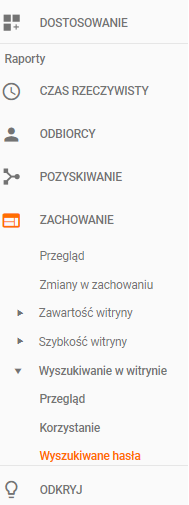 DOSTOSOWANIE
Raporty
CZAS RZECZYWISTY
ODBIORCY
POZYSKIWANIE
ZACHOWANIE
Przegląd
Zmiany w zachowaniu
Zawartość witryny
Szybkość witryny
Wyszukiwanie w witrynie
Przegląd
Korzystanie
Wyszukiwane hasła
ODKRYJ